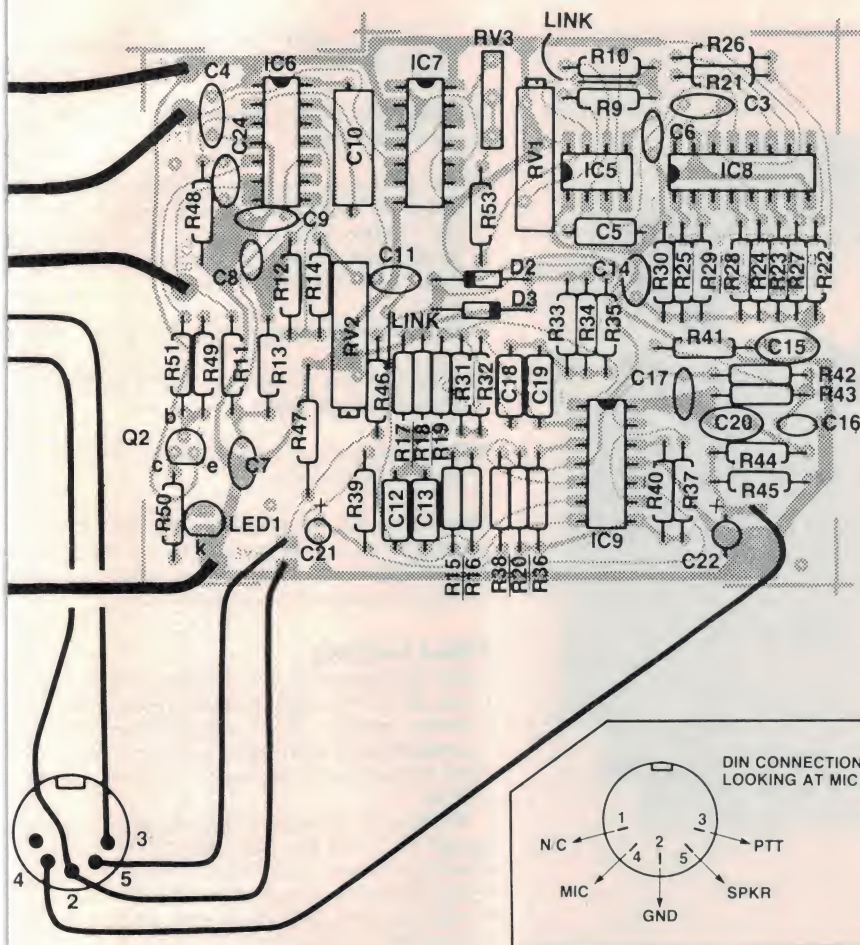 LINK
RV3
R10
R26
IC6
IC7
R21
C4
R9
C3
C24
C10
RV1
C6
IC5
IC8
R48
R53
C9
C5
C8
C11
R12
R14
D2
C14
R30
R25
R29
R28
R24
R23
R27
R22
RV2
D3
LINK
R33
R34
R35
R41
C15
R51
R49
R11
R13
R46
R31
R32
C18
C19
C17
R42
R43
R17
R18
R19
C20
C16
b
Q2
c
e
C7
R47
R44
R45
R50
LED1
k
R39
C12
C13
R40
R37
+
C21
IC9
+
C22
R15
R16
R38
R20
R36
DIN CONNECTION
LOOKING AT MIC
1
3
N/C
2
PTT
4
5
MIC
SPKR
GND
3
4
5
2